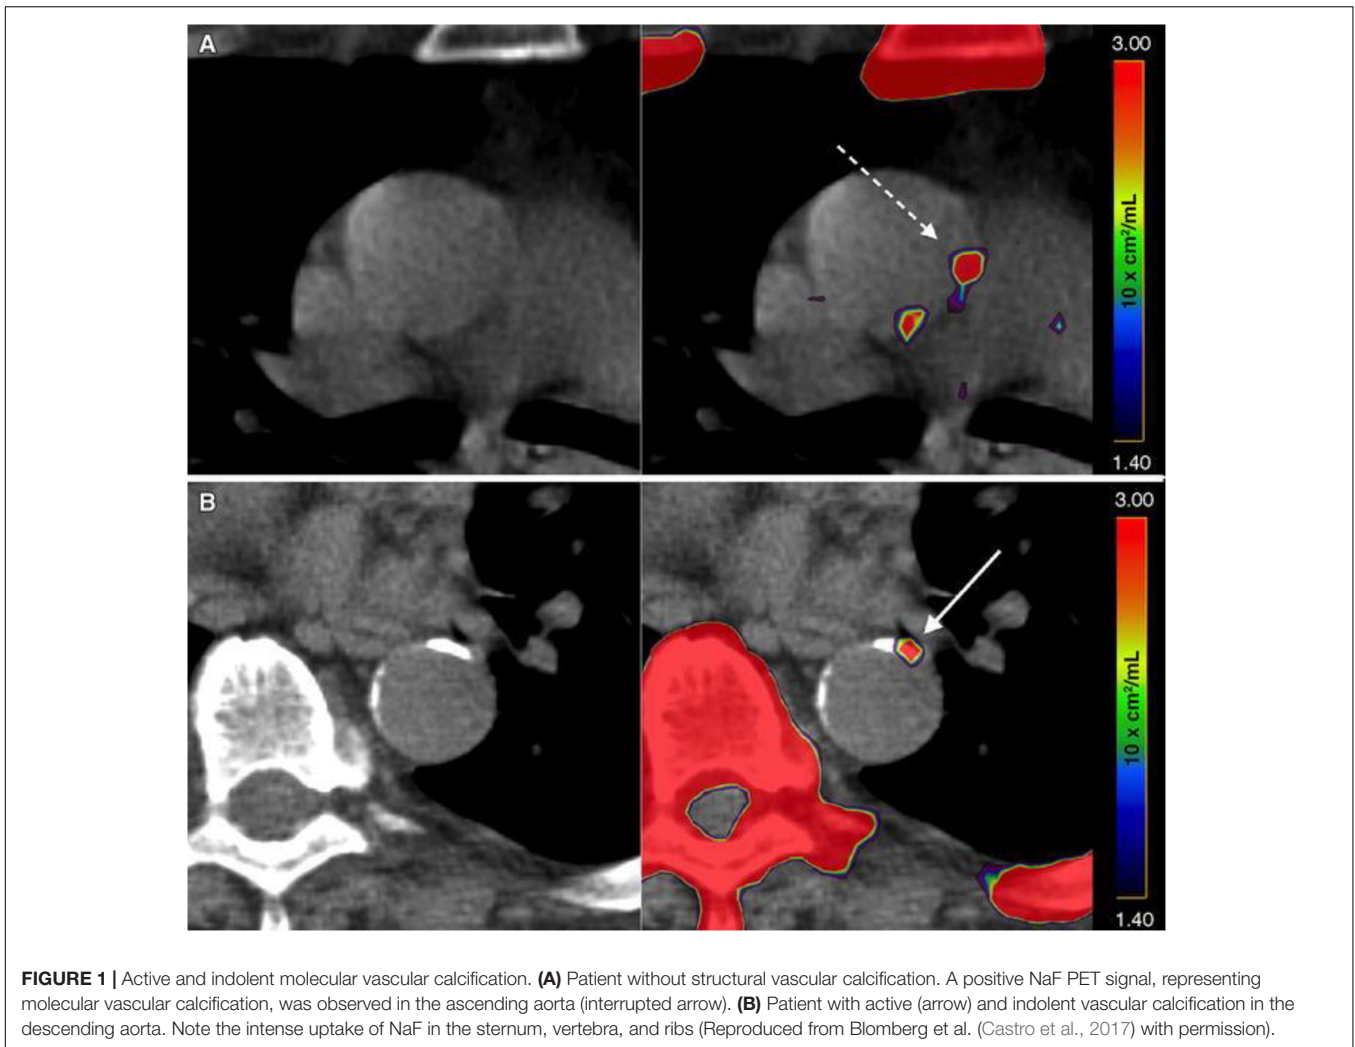 A
3.00
10 x cm²/mL
1.40
B
3.00
10 x cm²/mL
1.40
FIGURE 1 | Active and indolent molecular vascular calcification. (A) Patient without structural vascular calcification. A positive NaF PET signal, representing
molecular vascular calcification, was observed in the ascending aorta (interrupted arrow). (B) Patient with active (arrow) and indolent vascular calcification in the
descending aorta. Note the intense uptake of NaF in the sternum, vertebra, and ribs (Reproduced from Blomberg et al. (Castro et al., 2017) with permission).